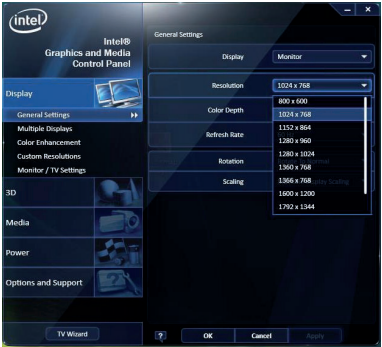 intel
Intel®
Graphics and Media
Control Panel
Display
General Settings
Multiple Displays
Color Enhancement
Custom Resolutions
Monitor / TV Settings
3D
Media
Power
Options and Support
TV Wizard
General Settings
Display Monitor
Resolution 1024 x 768
800 x 600
1024 x 768
1152 x 864
1280 x 960
1280 x 1024
1360 x 768
1366 x 768
1600 x 1200
1792 x 1344
Color Depth
Refresh Rate
Rotation
Scaling Scaling
? OK Cancel Apply